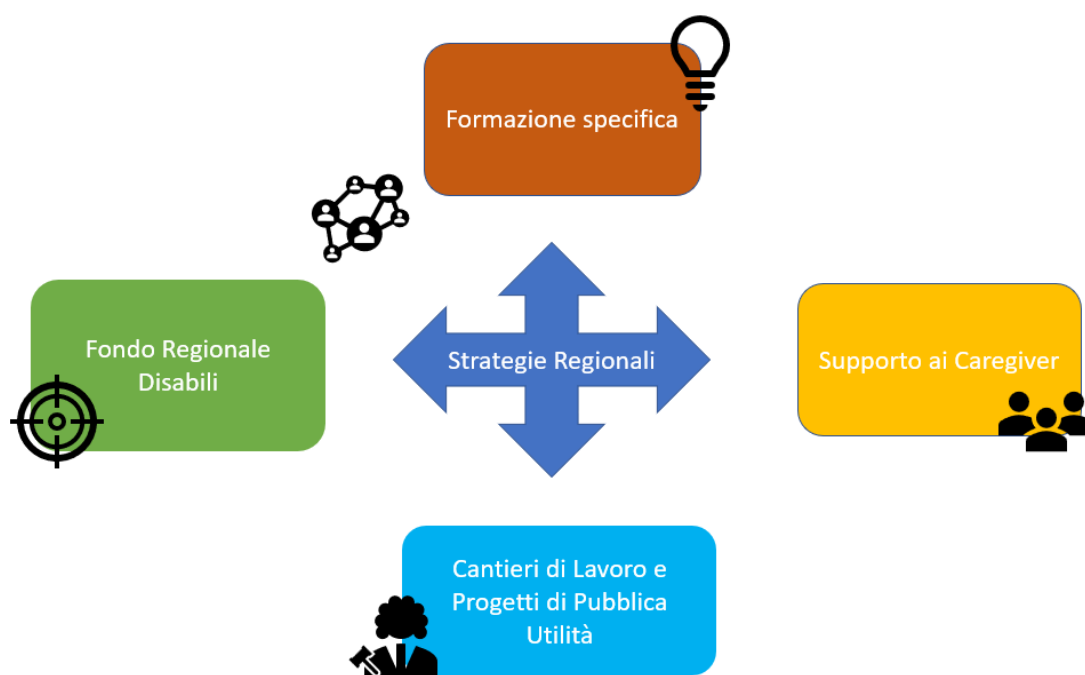 Formazione specifica
Fondo Regionale
Disabili
Strategie Regionali
Supporto ai Caregiver
Cantieri di Lavoro e
Progetti di Pubblica
Utilità